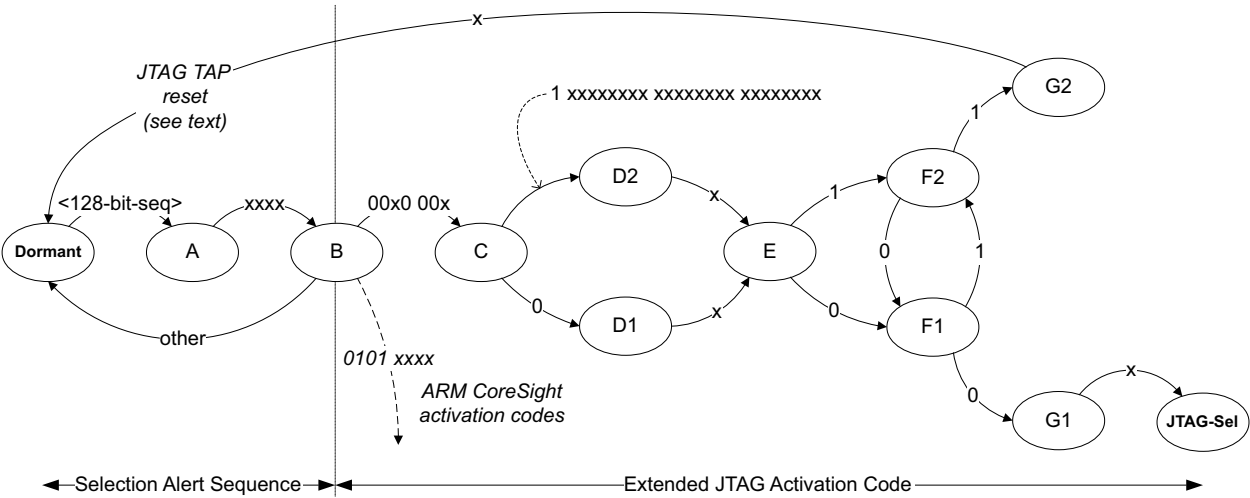 x
JTAG TAP
reset
(see text)
G2
1 xxxxxxxx xxxxxxxx xxxxxxxx
1
D2
F2
<128-bit-seq>
xxxx
00x0 00x
x
1
Dormant
A
B
C
E
0
1
other
0
x
0
D1
F1
0101 xxxx
ARM CoreSight
activation codes
0
x
G1
JTAG-Sel
Selection Alert Sequence
Extended JTAG Activation Code